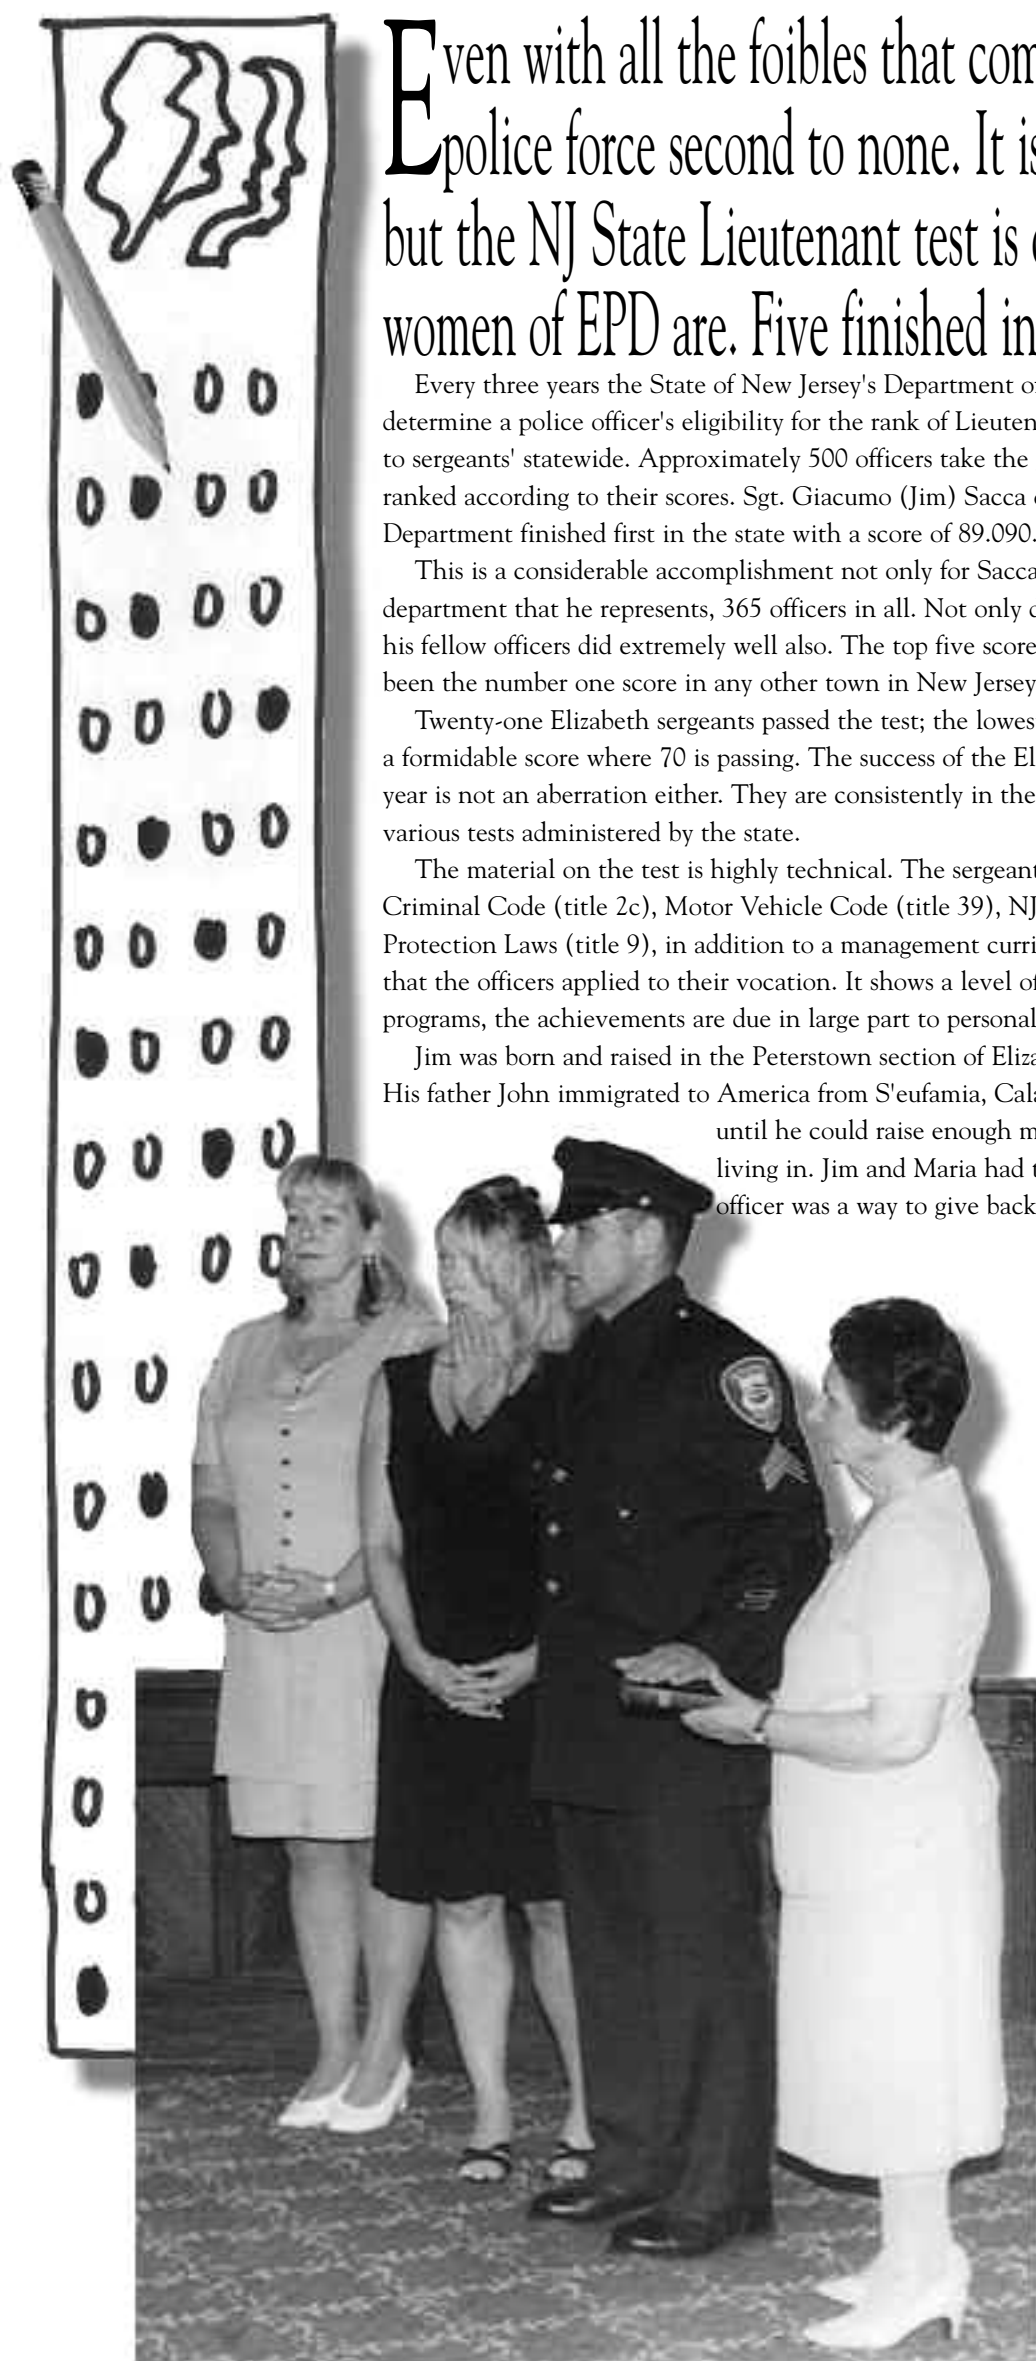 Even with all the foibles that com
police force second to none. It is
but the NJ State Lieutenant test is
women of EPD are. Five finished in
Every three years the State of New Jersey's Department o
determine a police officer's eligibility for the rank of Lieuten
to sergeants' statewide. Approximately 500 officers take the
ranked according to their scores. Sgt. Giacumo (Jim) Sacca
Department finished first in the state with a score of 89.090.
This is a considerable accomplishment not only for Sacca
department that he represents, 365 officers in all. Not only
his fellow officers did extremely well also. The top five score
been the number one score in any other town in New Jersey
Twenty-one Elizabeth sergeants passed the test; the lowes
a formidable score where 70 is passing. The success of the El
year is not an aberration either. They are consistently in the
various tests administered by the state.
The material on the test is highly technical. The sergeant
Criminal Code (title 2c), Motor Vehicle Code (title 39), NJ
Protection Laws (title 9), in addition to a management curri
that the officers applied to their vocation. It shows a level of
programs, the achievements are due in large part to personal
Jim was born and raised in the Peterstown section of Eliza
His father John immigrated to America from S'eufamia, Cala
until he could raise enough m
living in. Jim and Maria had t
officer was a way to give back